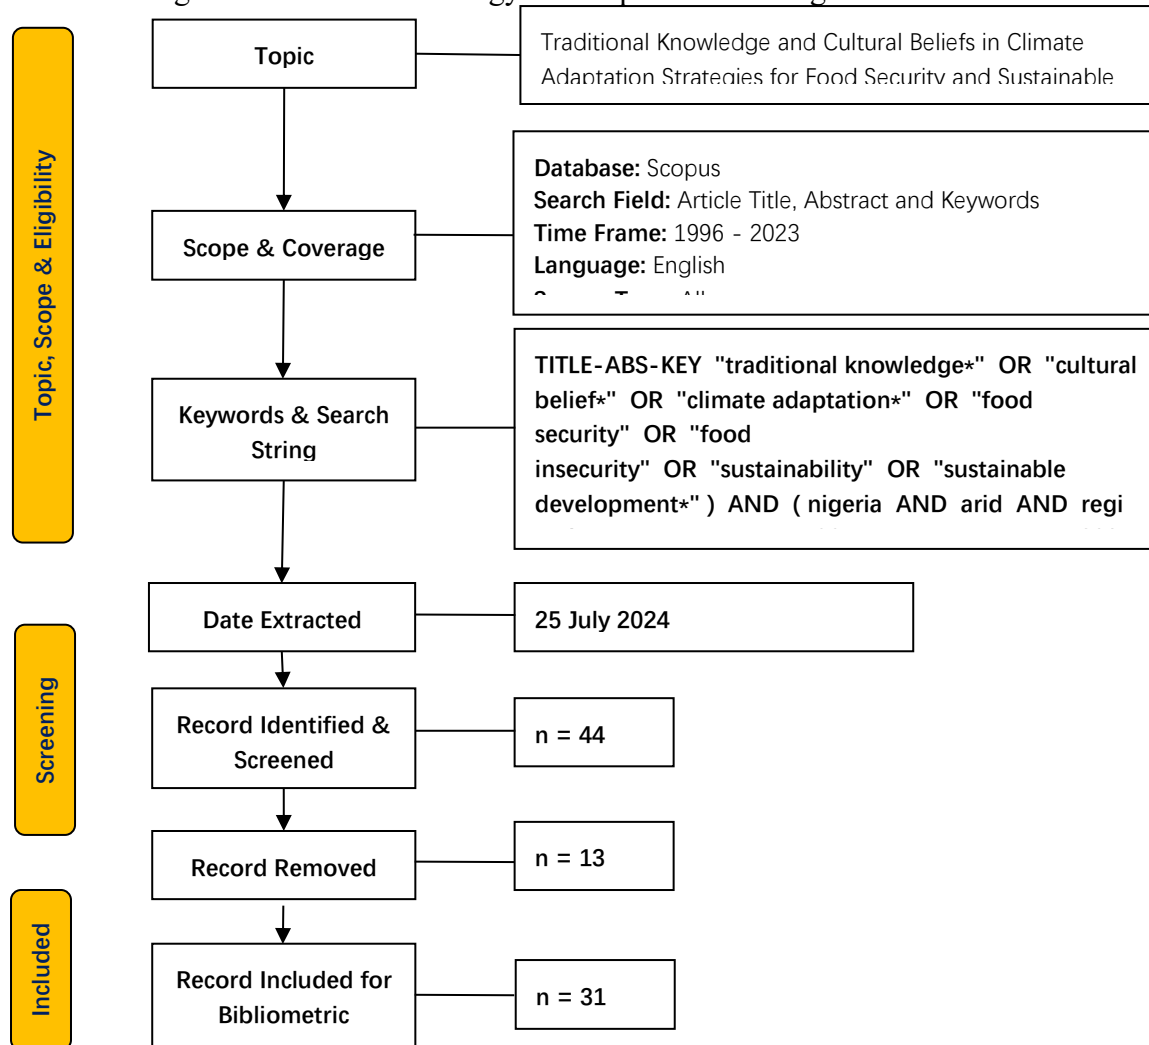 Topic, Scope & Eligibility
Topic
Traditional Knowledge and Cultural Beliefs in Climate
Adaptation Strategies for Food Security and Sustainable
Scope & Coverage
Database: Scopus
Search Field: Article Title, Abstract and Keywords
Time Frame: 1996 - 2023
Language: English
Keywords & Search
String
TITLE-ABS-KEY "traditional knowledge*" OR "cultural
belief*" OR "climate adaptation*" OR "food
security" OR "food
insecurity" OR "sustainability" OR "sustainable
development*" ) AND ( nigeria AND arid AND regi
Screening
Date Extracted
25 July 2024
Record Identified &
Screened
n = 44
Record Removed
n = 13
Included
Record Included for
Bibliometric
n = 31